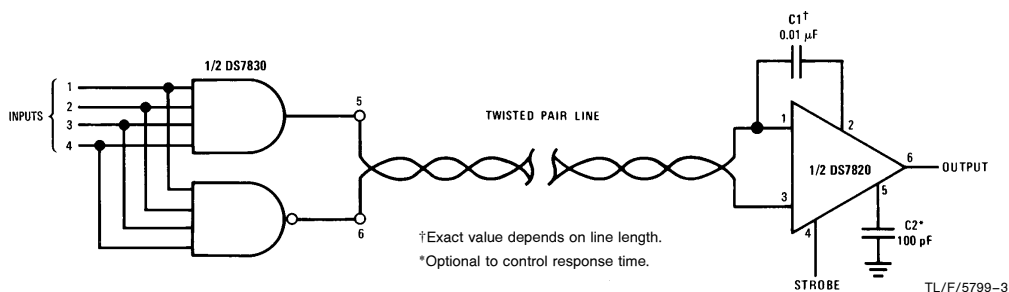 C1†
0.01 μF
1/2 DS7830
INPUTS
1
2
3
4
5
6
TWISTED PAIR LINE
1
2
3
4
5
6
1/2 DS7820
OUTPUT
C2*
100 pF
STROBE
†Exact value depends on line length.
*Optional to control response time.
TL/F/5799–3